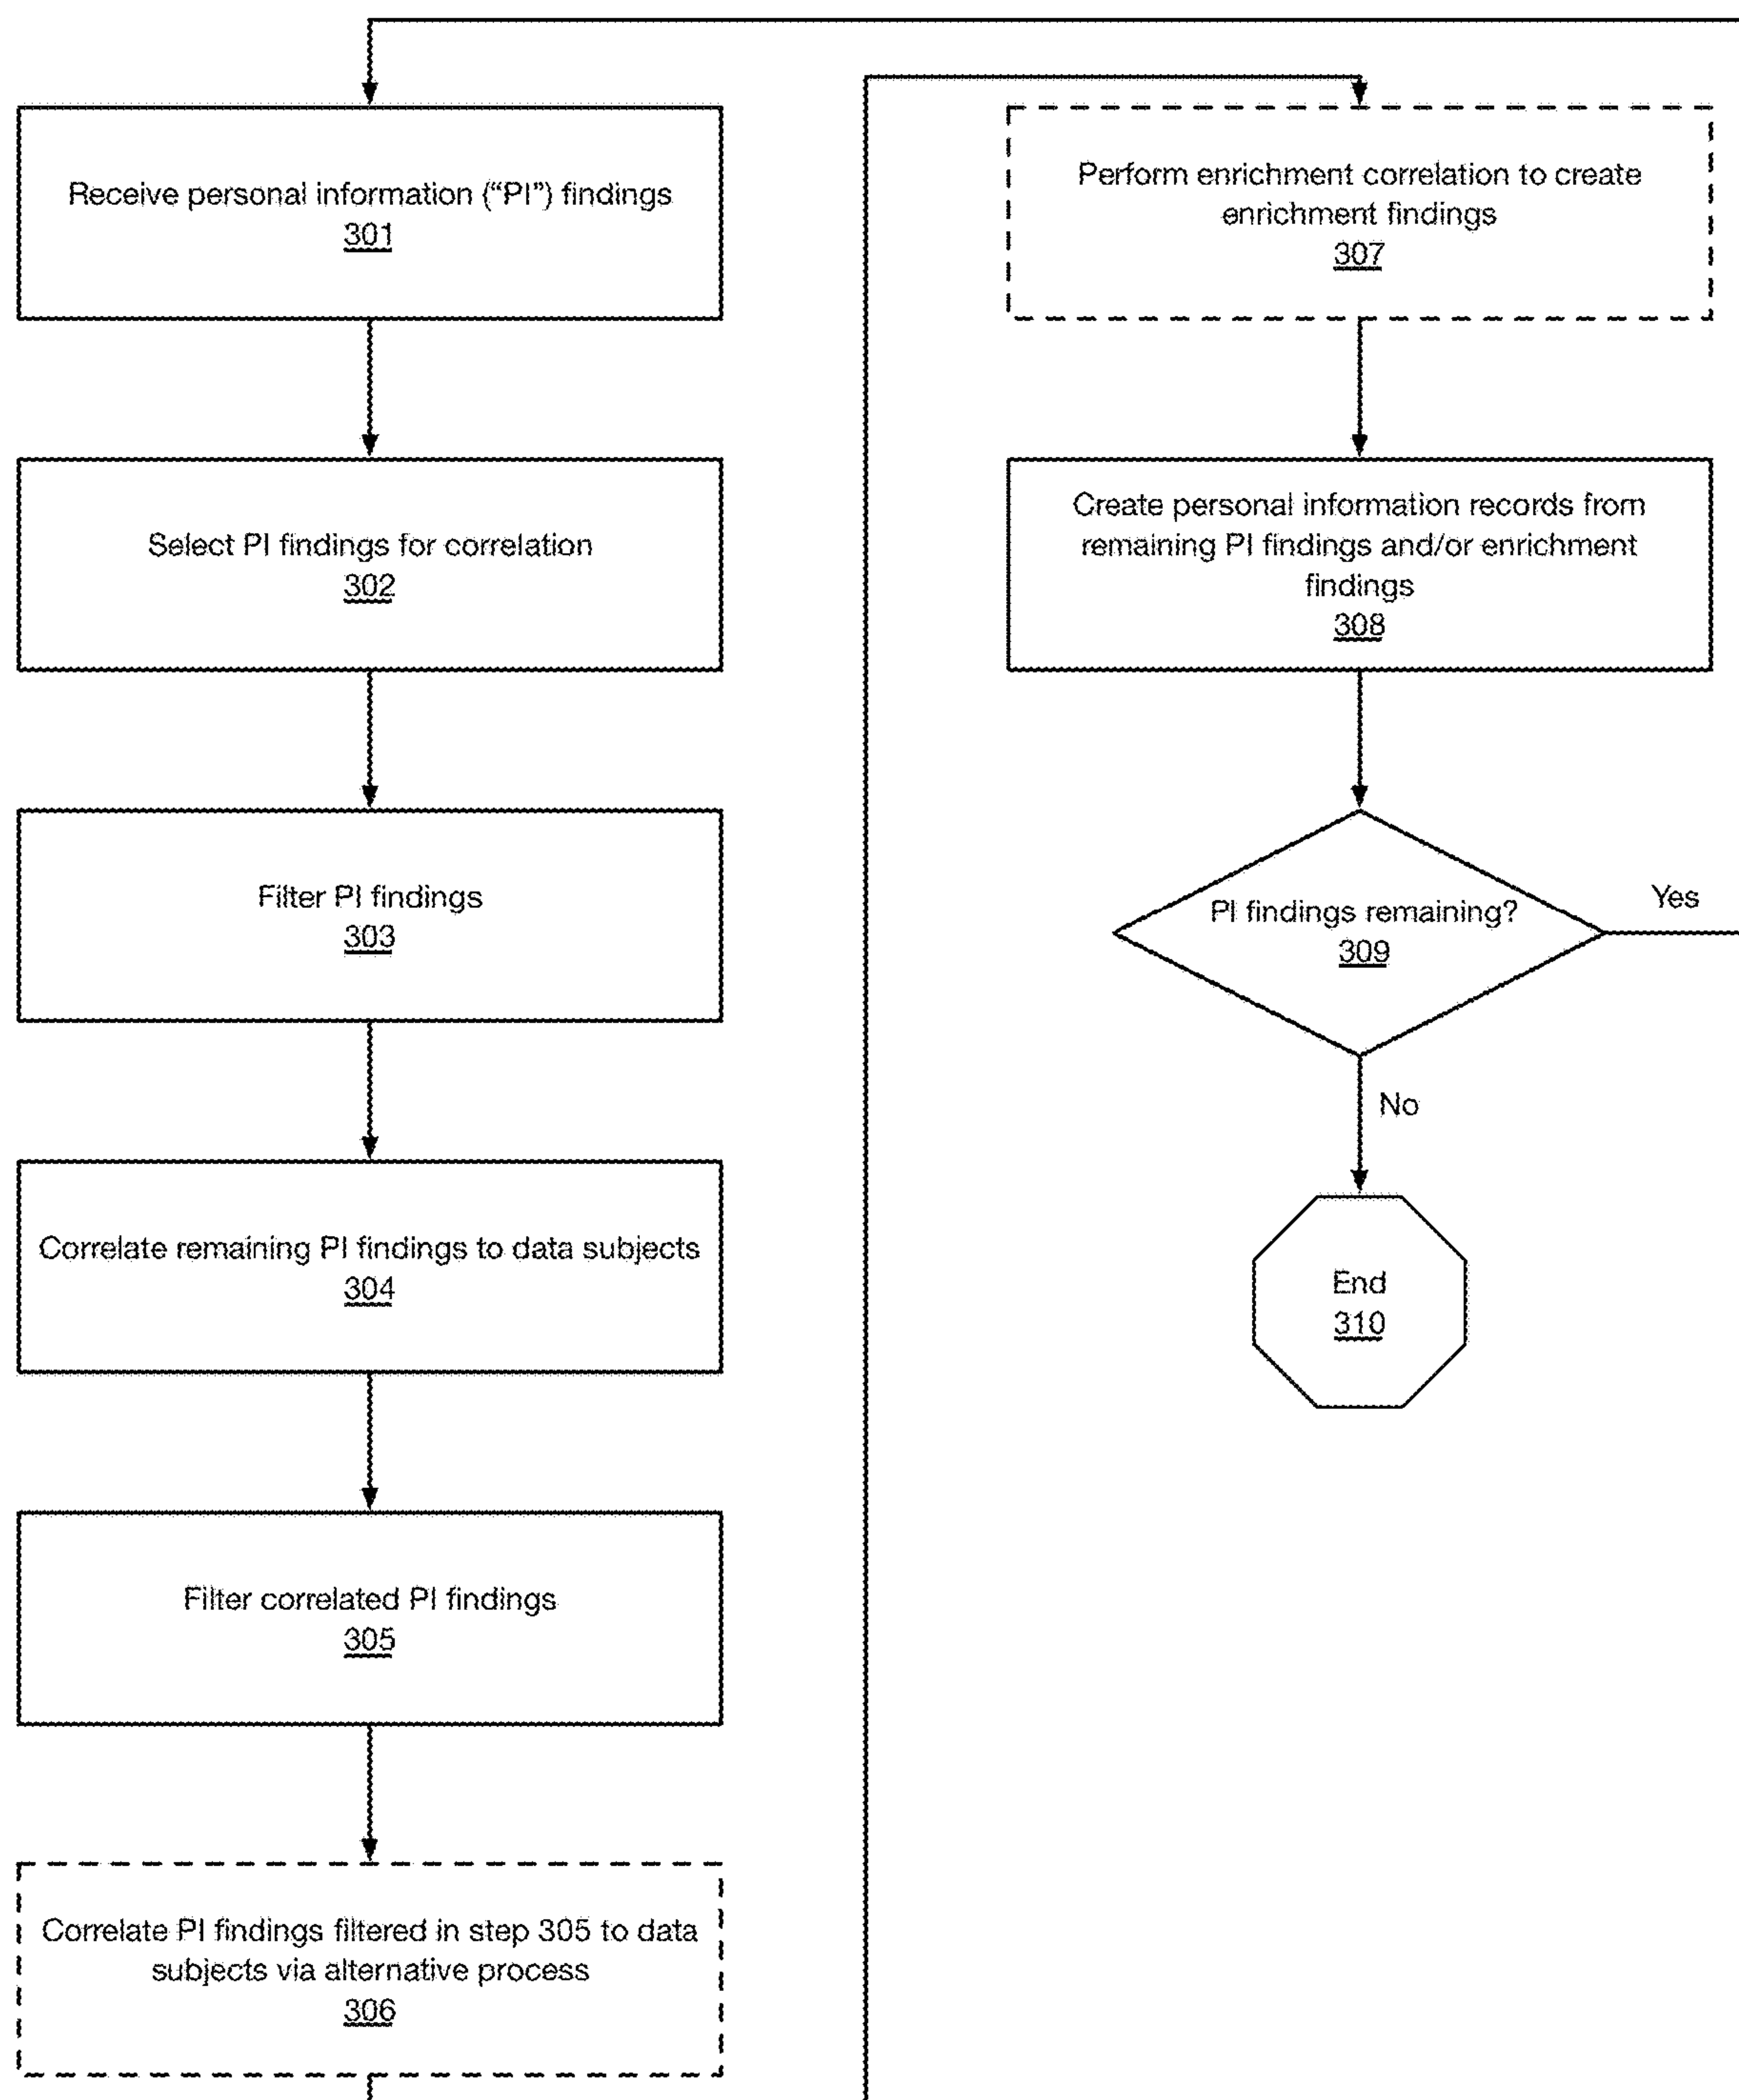 Receive personal information (“PI”) findings
301
Select PI findings for correlation
302
Filter PI findings
303
Correlate remaining PI findings to data subjects
304
Filter correlated PI findings
305
Correlate PI findings filtered in step 305 to data
subjects via alternative process
306
Perform enrichment correlation to create
enrichment findings
307
Create personal information records from
remaining PI findings and/or enrichment
findings
308
PI findings remaining?
309
Yes
No
End
310